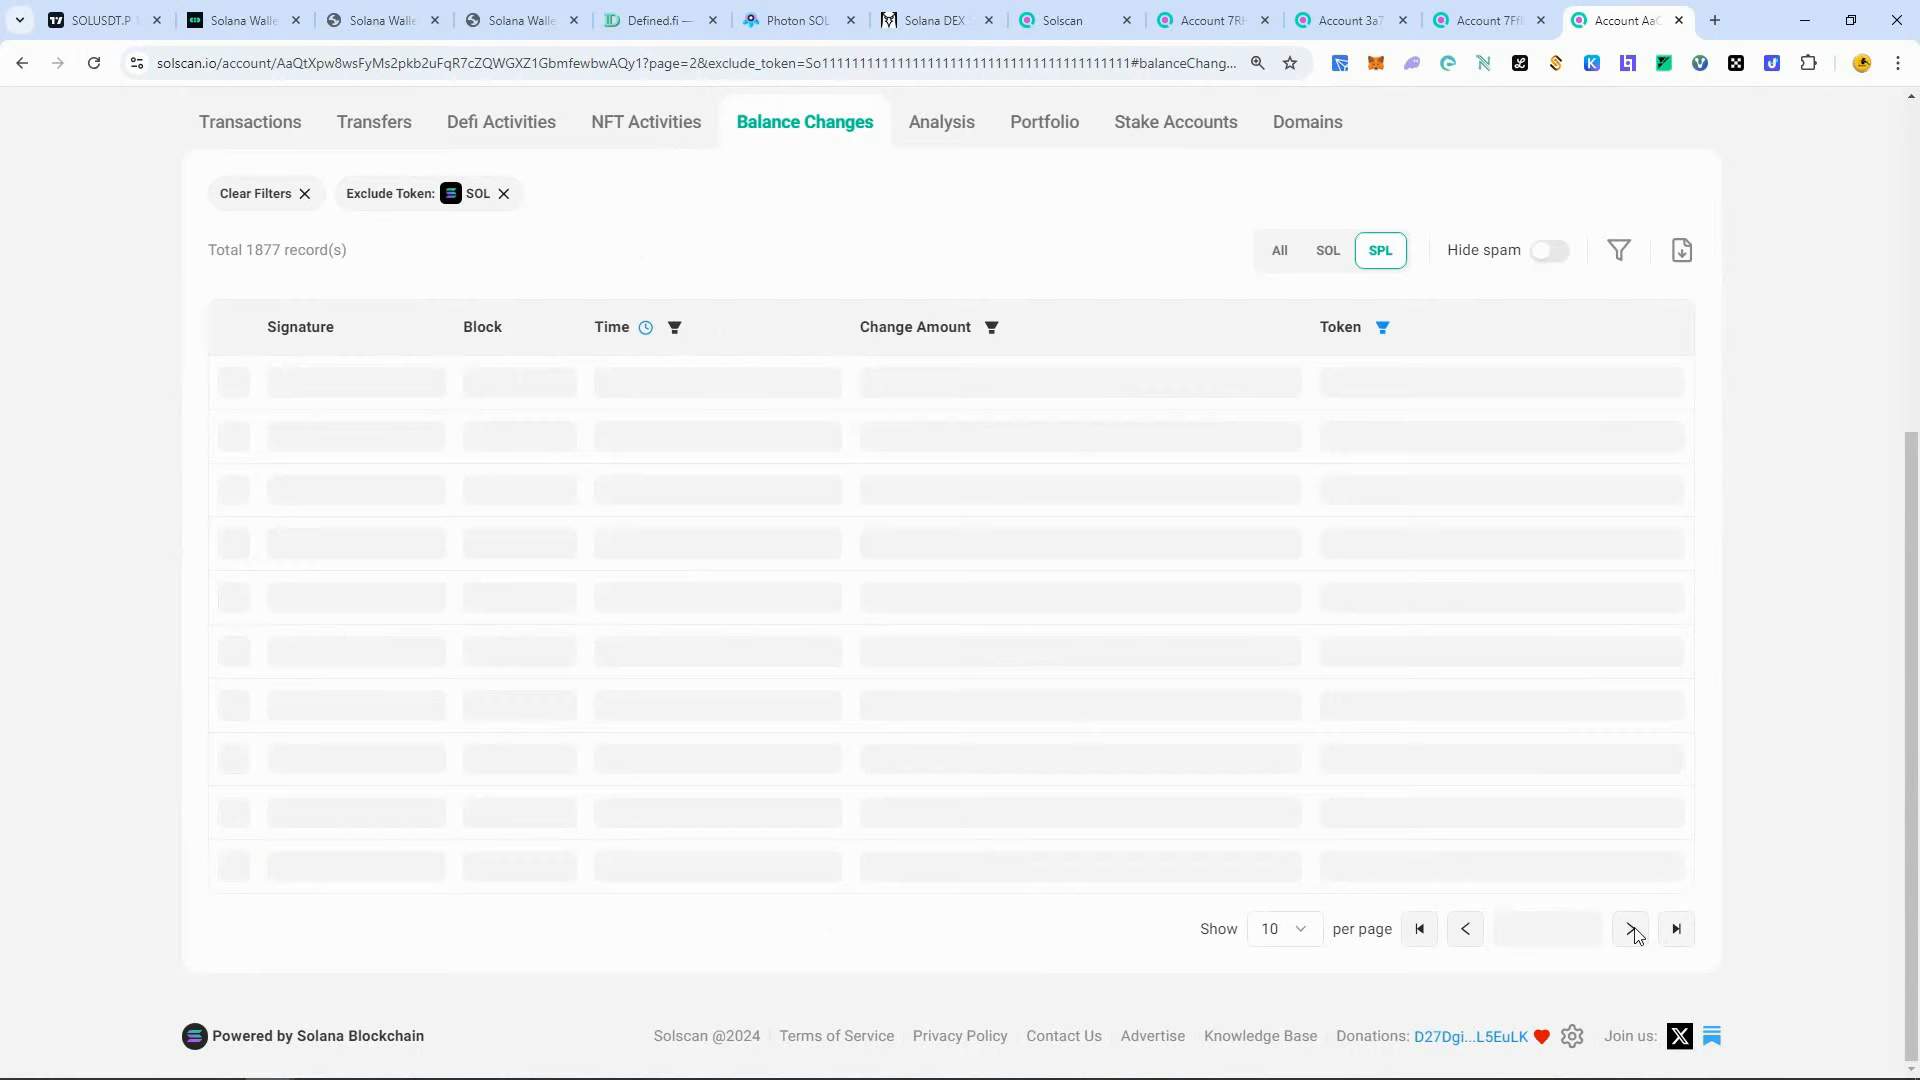 SOLUSDT.P
Solana Walle
Solana Walle
Solana Walle
Defined.fi —
Photon SOL
Solana DEX
Solscan
Account 7R
Account 3a7
Account 7Ff
Account Aa
solscan.io/account/AaQtXpw8wsFyMs2pkb2uFqR7cZQWGXZ1GbmfewbwAQy1?page=2&exclude_token=So11111111111111111111111111111111111111111#balanceChang...
Transactions Transfers Defi Activities NFT Activities Balance Changes Analysis Portfolio Stake Accounts Domains
Clear Filters Exclude Token: SOL
Total 1877 record(s)
All SOL SPL Hide spam
Signature Block Time Change Amount Token
Show 10 per page
Powered by Solana Blockchain
Solscan @2024 Terms of Service Privacy Policy Contact Us Advertise Knowledge Base Donations: D27Dgi...L5EuLK Join us: